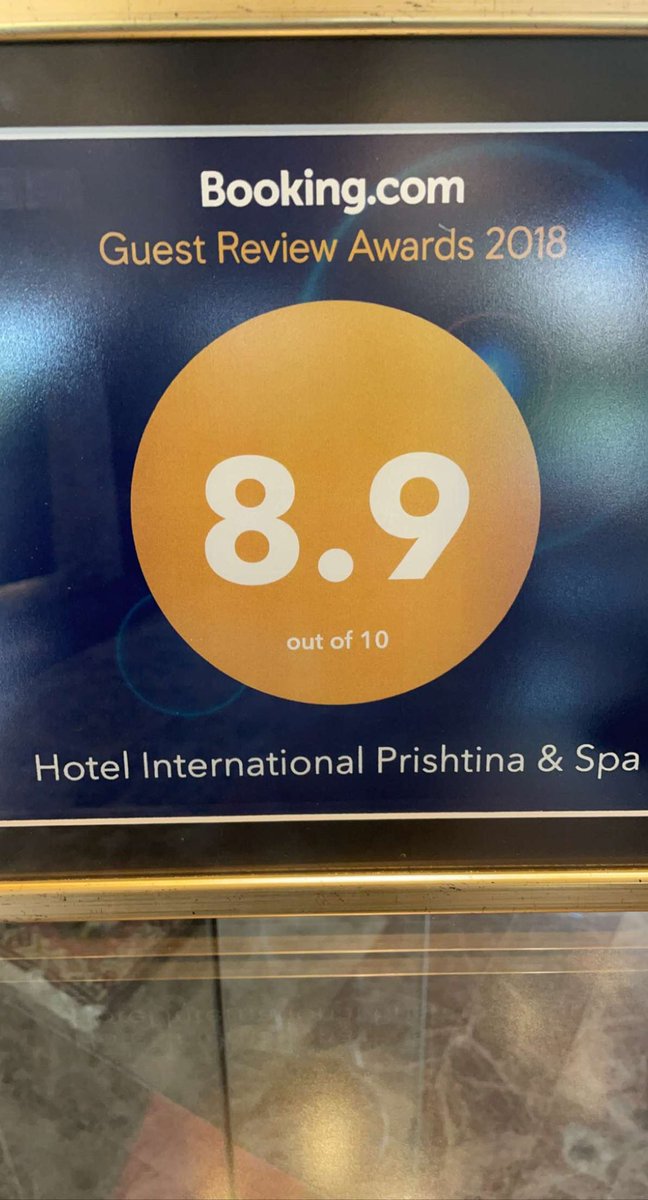 Booking.com
Guest Review Awards 2018
8.9
out of 10
Hotel International Prishtina & Spa